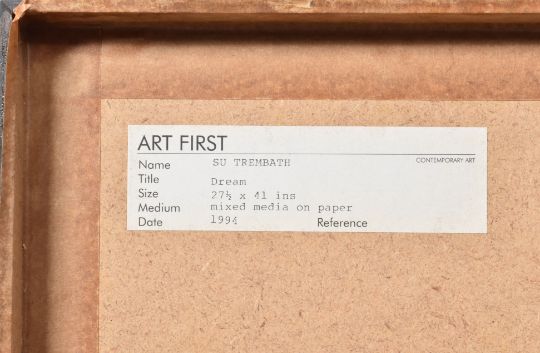 ART FIRST
CONTEMPORARY ART
Name SU TREMBATH
Title Dream
Size 27½ x 41 ins
Medium mixed media on paper
Date 1994 Reference